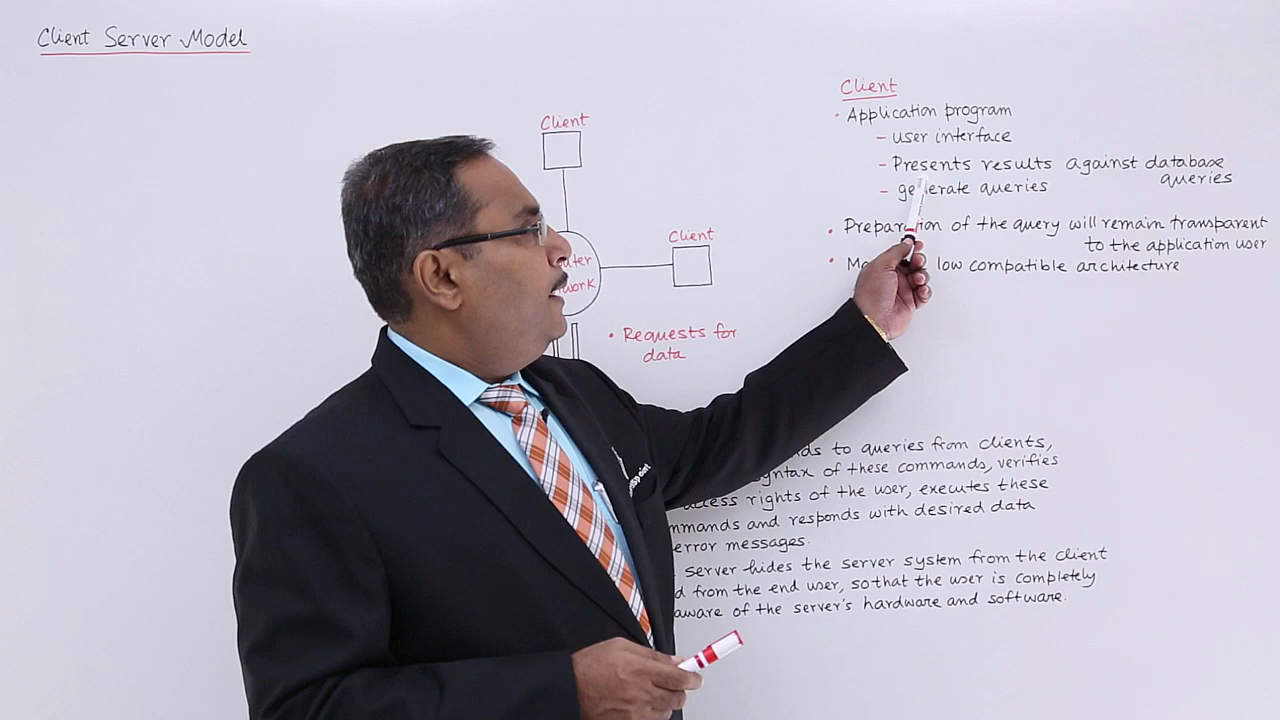 Client Server Model
Client
Client
• Requests for
data
Client
• Application program
– user interface
– Presents results against database
queries
– generate queries
• of the query will remain transparent
to the application user
• low compatible architecture
to queries from clients,
of these commands, verifies
access rights of the user, executes these
and responds with desired data
error messages.
server hides the server system from the client
from the end user, so that the user is completely
of the server's hardware and software.